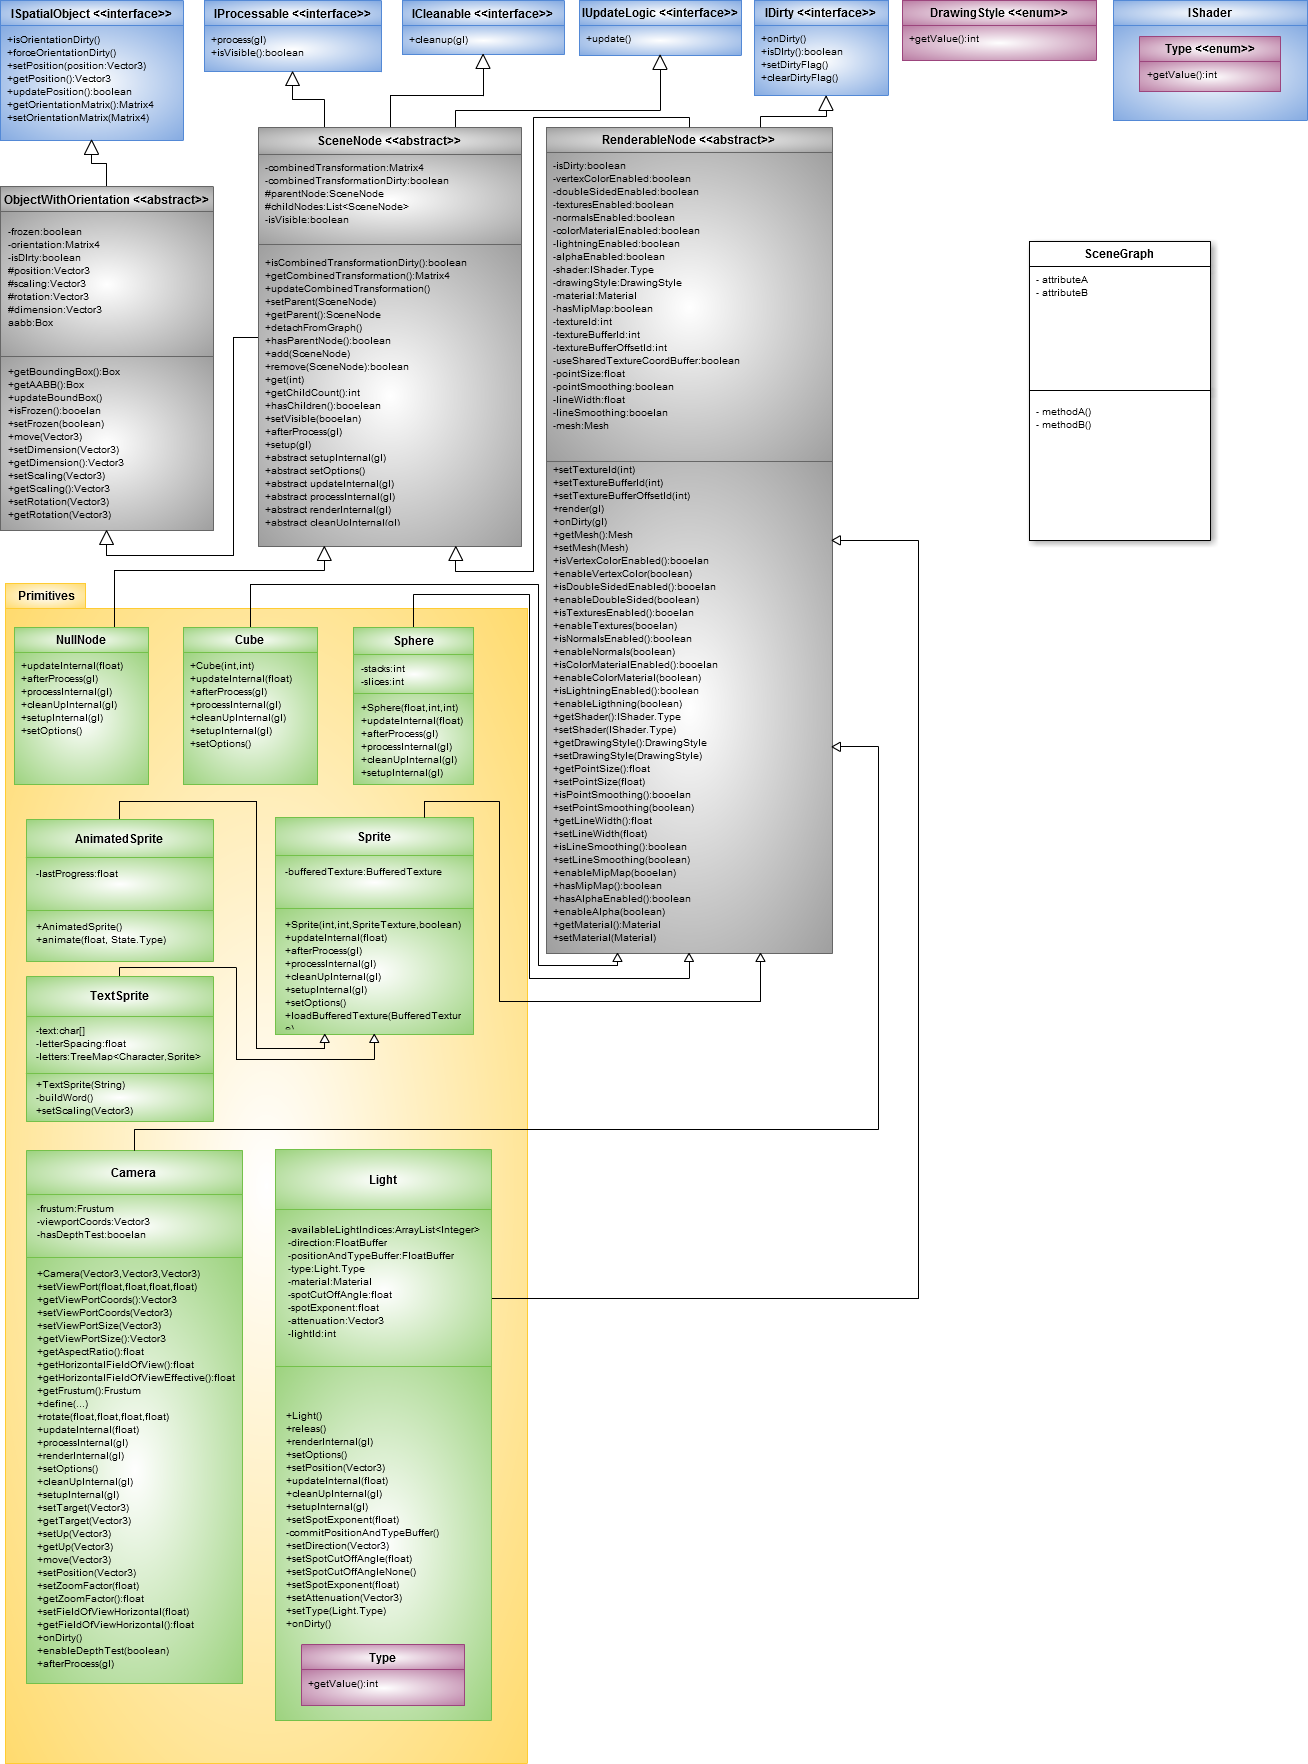 ISpatialObject <<interface>>
+isOrientationDirty()
+forceOrientationDirty()
+setPosition(position:Vector3)
+getPosition():Vector3
+updatePosition():boolean
+getOrientationMatrix():Matrix4
+setOrientationMatrix(Matrix4)
IProcessable <<interface>>
+process(gl)
+isVisible():boolean
ICleanable <<interface>>
+cleanup(gl)
IUpdateLogic <<interface>>
+update()
IDirty <<interface>>
+onDirty()
+isDIrty():boolean
+setDirtyFlag()
+clearDirtyFlag()
DrawingStyle <<enum>>
+getValue():int
IShader
Type <<enum>>
+getValue():int
ObjectWithOrientation <<abstract>>
-frozen:boolean
-orientation:Matrix4
-isDIrty:boolean
#position:Vector3
#scaling:Vector3
#rotation:Vector3
#dimension:Vector3
aabb:Box
+getBoundingBox():Box
+getAABB():Box
+updateBoundBox()
+isFrozen():booelan
+setFrozen(boolean)
+move(Vector3)
+setDimension(Vector3)
+getDimension():Vector3
+setScaling(Vector3)
+getScaling():Vector3
+setRotation(Vector3)
+getRotation(Vector3)
SceneNode <<abstract>>
-combinedTransformation:Matrix4
-combinedTransformationDirty:boolean
#parentNode:SceneNode
#childNodes:List<SceneNode>
-isVisible:boolean
+isCombinedTransformationDirty():boolean
+getCombinedTransformation():Matrix4
+updateCombinedTransformation()
+setParent(SceneNode)
+getParent():SceneNode
+detachFromGraph()
+hasParentNode():boolean
+add(SceneNode)
+remove(SceneNode):boolean
+get(int)
+getChildCount():int
+hasChildren():booelean
+setVisible(booelan)
+afterProcess(gl)
+setup(gl)
+abstract setupInternal(gl)
+abstract setOptions()
+abstract updateInternal(gl)
+abstract processInternal(gl)
+abstract renderInternal(gl)
+abstract cleanUpInternal(gl)
RenderableNode <<abstract>>
-isDirty:boolean
-vertexColorEnabled:boolean
-doubleSidedEnabled:boolean
-texturesEnabled:boolean
-normalsEnabled:boolean
-colorMaterialEnabled:boolean
-lightningEnabled:boolean
-alphaEnabled:boolean
-shader:IShader.Type
-drawingStyle:DrawingStyle
-material:Material
-hasMipMap:boolean
-textureId:int
-textureBufferId:int
-textureBufferOffsetId:int
-useSharedTextureCoordBuffer:boolean
-pointSize:float
-pointSmoothing:boolean
-lineWidth:float
-lineSmoothing:booelan
-mesh:Mesh
+setTextureId(int)
+setTextureBufferId(int)
+setTextureBufferOffsetId(int)
+render(gl)
+onDirty(gl)
+getMesh():Mesh
+setMesh(Mesh)
+isVertexColorEnabled():booelan
+enableVertexColor(boolean)
+isDoubleSidedEnabled():booelan
+enableDoubleSided(boolean)
+isTexturesEnabled():booelan
+enableTextures(booelan)
+isNormalsEnabled():boolean
+enableNormals(boolean)
+isColorMaterialEnabled():booelan
+enableColorMaterial(boolean)
+isLightningEnabled():boolean
+enableLigthning(boolean)
+getShader():IShader.Type
+setShader(IShader.Type)
+getDrawingStyle():DrawingStyle
+setDrawingStyle(DrawingStyle)
+getPointSize():float
+setPointSize(float)
+isPointSmoothing():booelan
+setPointSmoothing(boolean)
+getLineWidth():float
+setLineWidth(float)
+isLineSmoothing():boolean
+setLineSmoothing(boolean)
+enableMipMap(booelan)
+hasMipMap():boolean
+hasAlphaEnabled():boolean
+enableAlpha(boolean)
+getMaterial():Material
+setMaterial(Material)
SceneGraph
- attributeA
- attributeB
- methodA()
- methodB()
Primitives
NullNode
+updateInternal(float)
+afterProcess(gl)
+processInternal(gl)
+cleanUpInternal(gl)
+setupInternal(gl)
+setOptions()
Cube
+Cube(int,int)
+updateInternal(float)
+afterProcess(gl)
+processInternal(gl)
+cleanUpInternal(gl)
+setupInternal(gl)
+setOptions()
Sphere
-stacks:int
-slices:int
+Sphere(float,int,int)
+updateInternal(float)
+afterProcess(gl)
+processInternal(gl)
+cleanUpInternal(gl)
+setupInternal(gl)
AnimatedSprite
-lastProgress:float
+AnimatedSprite()
+animate(float, State.Type)
Sprite
-bufferedTexture:BufferedTexture
+Sprite(int,int,SpriteTexture,boolean)
+updateInternal(float)
+afterProcess(gl)
+processInternal(gl)
+cleanUpInternal(gl)
+setupInternal(gl)
+setOptions()
+loadBufferedTexture(BufferedTextur
e)
TextSprite
-text:char[]
-letterSpacing:float
-letters:TreeMap<Character,Sprite>
+TextSprite(String)
-buildWord()
+setScaling(Vector3)
Camera
-frustum:Frustum
-viewportCoords:Vector3
-hasDepthTest:booelan
+Camera(Vector3,Vector3,Vector3)
+setViewPort(float,float,float,float)
+getViewPortCoords():Vector3
+setViewPortCoords(Vector3)
+setViewPortSize(Vector3)
+getViewPortSize():Vector3
+getAspectRatio():float
+getHorizontalFieldOfView():float
+getHorizontalFieldOfViewEffective():float
+getFrustum():Frustum
+define(...)
+rotate(float,float,float,float)
+updateInternal(float)
+processInternal(gl)
+renderInternal(gl)
+setOptions()
+cleanUpInternal(gl)
+setupInternal(gl)
+setTarget(Vector3)
+getTarget(Vector3)
+setUp(Vector3)
+getUp(Vector3)
+move(Vector3)
+setPosition(Vector3)
+setZoomFactor(float)
+getZoomFactor():float
+setFieldOfViewHorizontal(float)
+getFieldOfViewHorizontal():float
+onDirty()
+enableDepthTest(boolean)
+afterProcess(gl)
Light
-availableLightIndices:ArrayList<Integer>
-direction:FloatBuffer
-positionAndTypeBuffer:FloatBuffer
-type:Light.Type
-material:Material
-spotCutOffAngle:float
-spotExponent:float
-attenuation:Vector3
-lightId:int
+Light()
+releas()
+renderInternal(gl)
+setOptions()
+setPosition(Vector3)
+updateInternal(float)
+cleanUpInternal(gl)
+setupInternal(gl)
+setSpotExponent(float)
-commitPositionAndTypeBuffer()
+setDirection(Vector3)
+setSpotCutOffAngle(float)
+setSpotCutOffAngleNone()
+setSpotExponent(float)
+setAttenuation(Vector3)
+setType(Light.Type)
+onDirty()
Type
+getValue():int